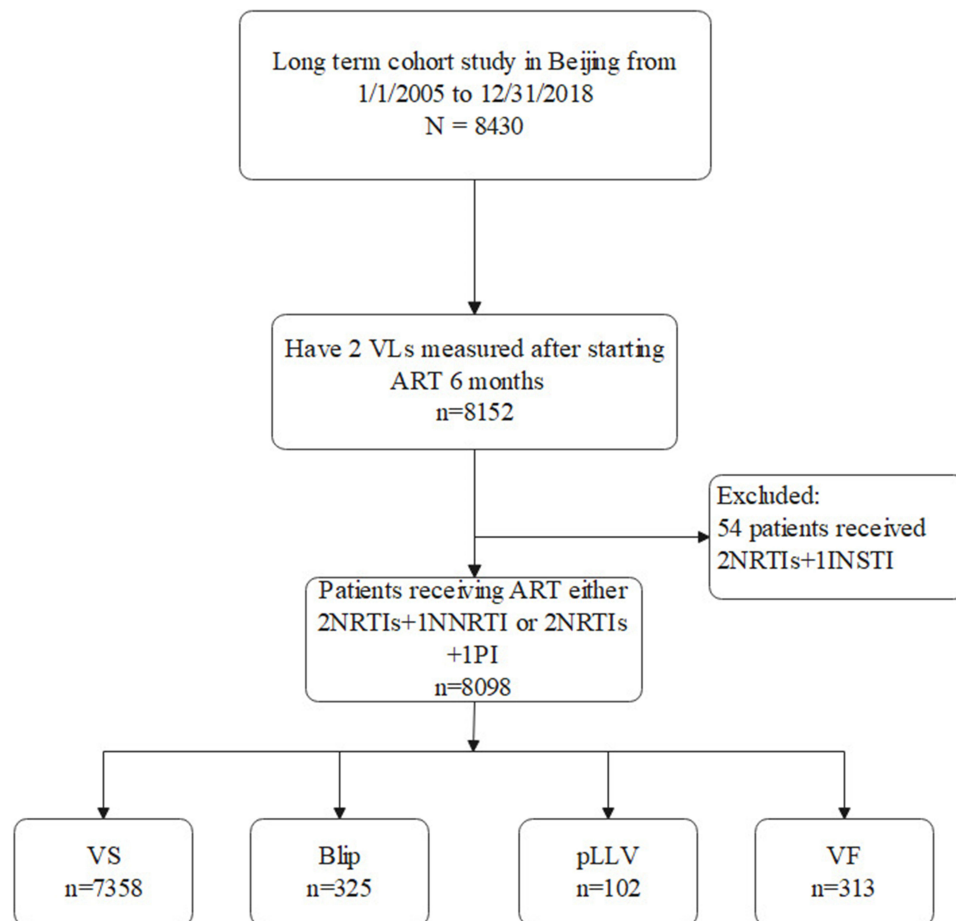 Long term cohort study in Beijing from
1/1/2005 to 12/31/2018
N = 8430
Have 2 VLs measured after starting
ART 6 months
n=8152
Excluded:
54 patients received
2NRTIs+1INSTI
Patients receiving ART either
2NRTIs+1NNRTI or 2NRTIs
+1PI
n=8098
VS
n=7358
Blip
n=325
pLLV
n=102
VF
n=313